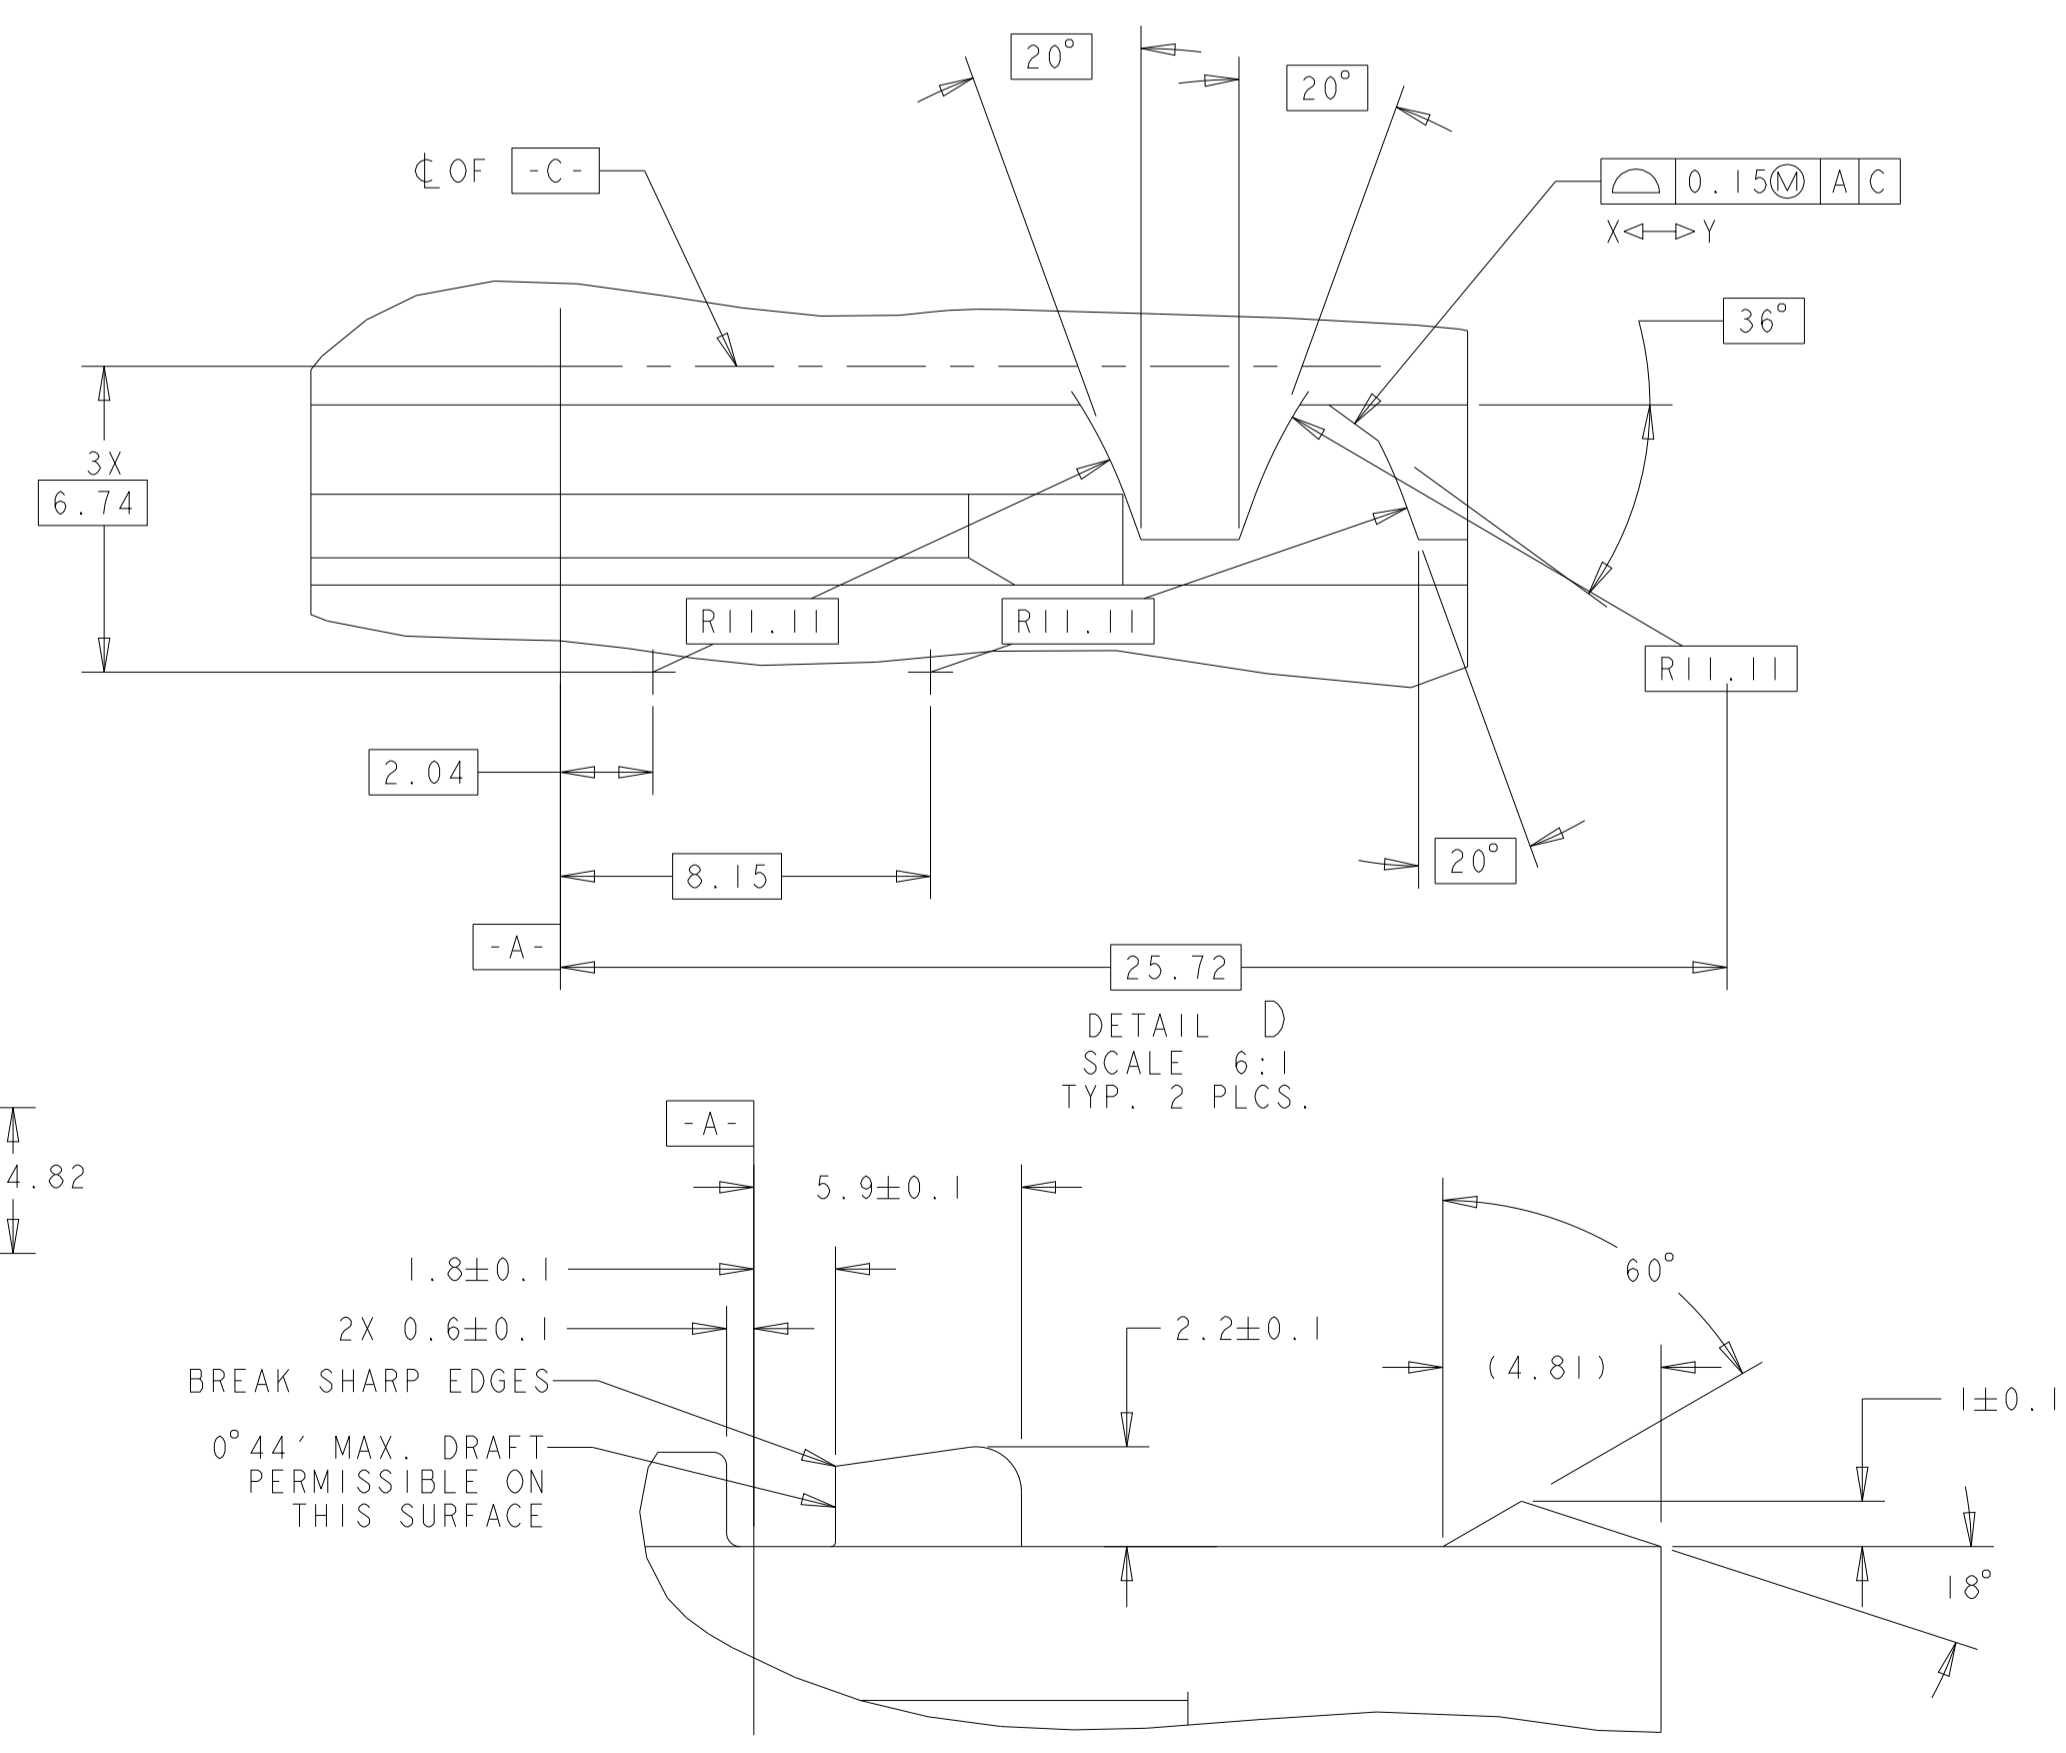 20°
20°
℄ OF -C-
⌓ 0.15Ⓜ A C
X↔Y
36°
3X
6.74
R11.11
R11.11
R11.11
2.04
8.15
20°
-A-
25.72
DETAIL D
SCALE 6:1
TYP. 2 PLCS.
-A-
4.82
5.9±0.1
1.8±0.1
60°
2X 0.6±0.1
2.2±0.1
(4.81)
BREAK SHARP EDGES
1±0.1
0°44´ MAX. DRAFT
PERMISSIBLE ON
THIS SURFACE
18°